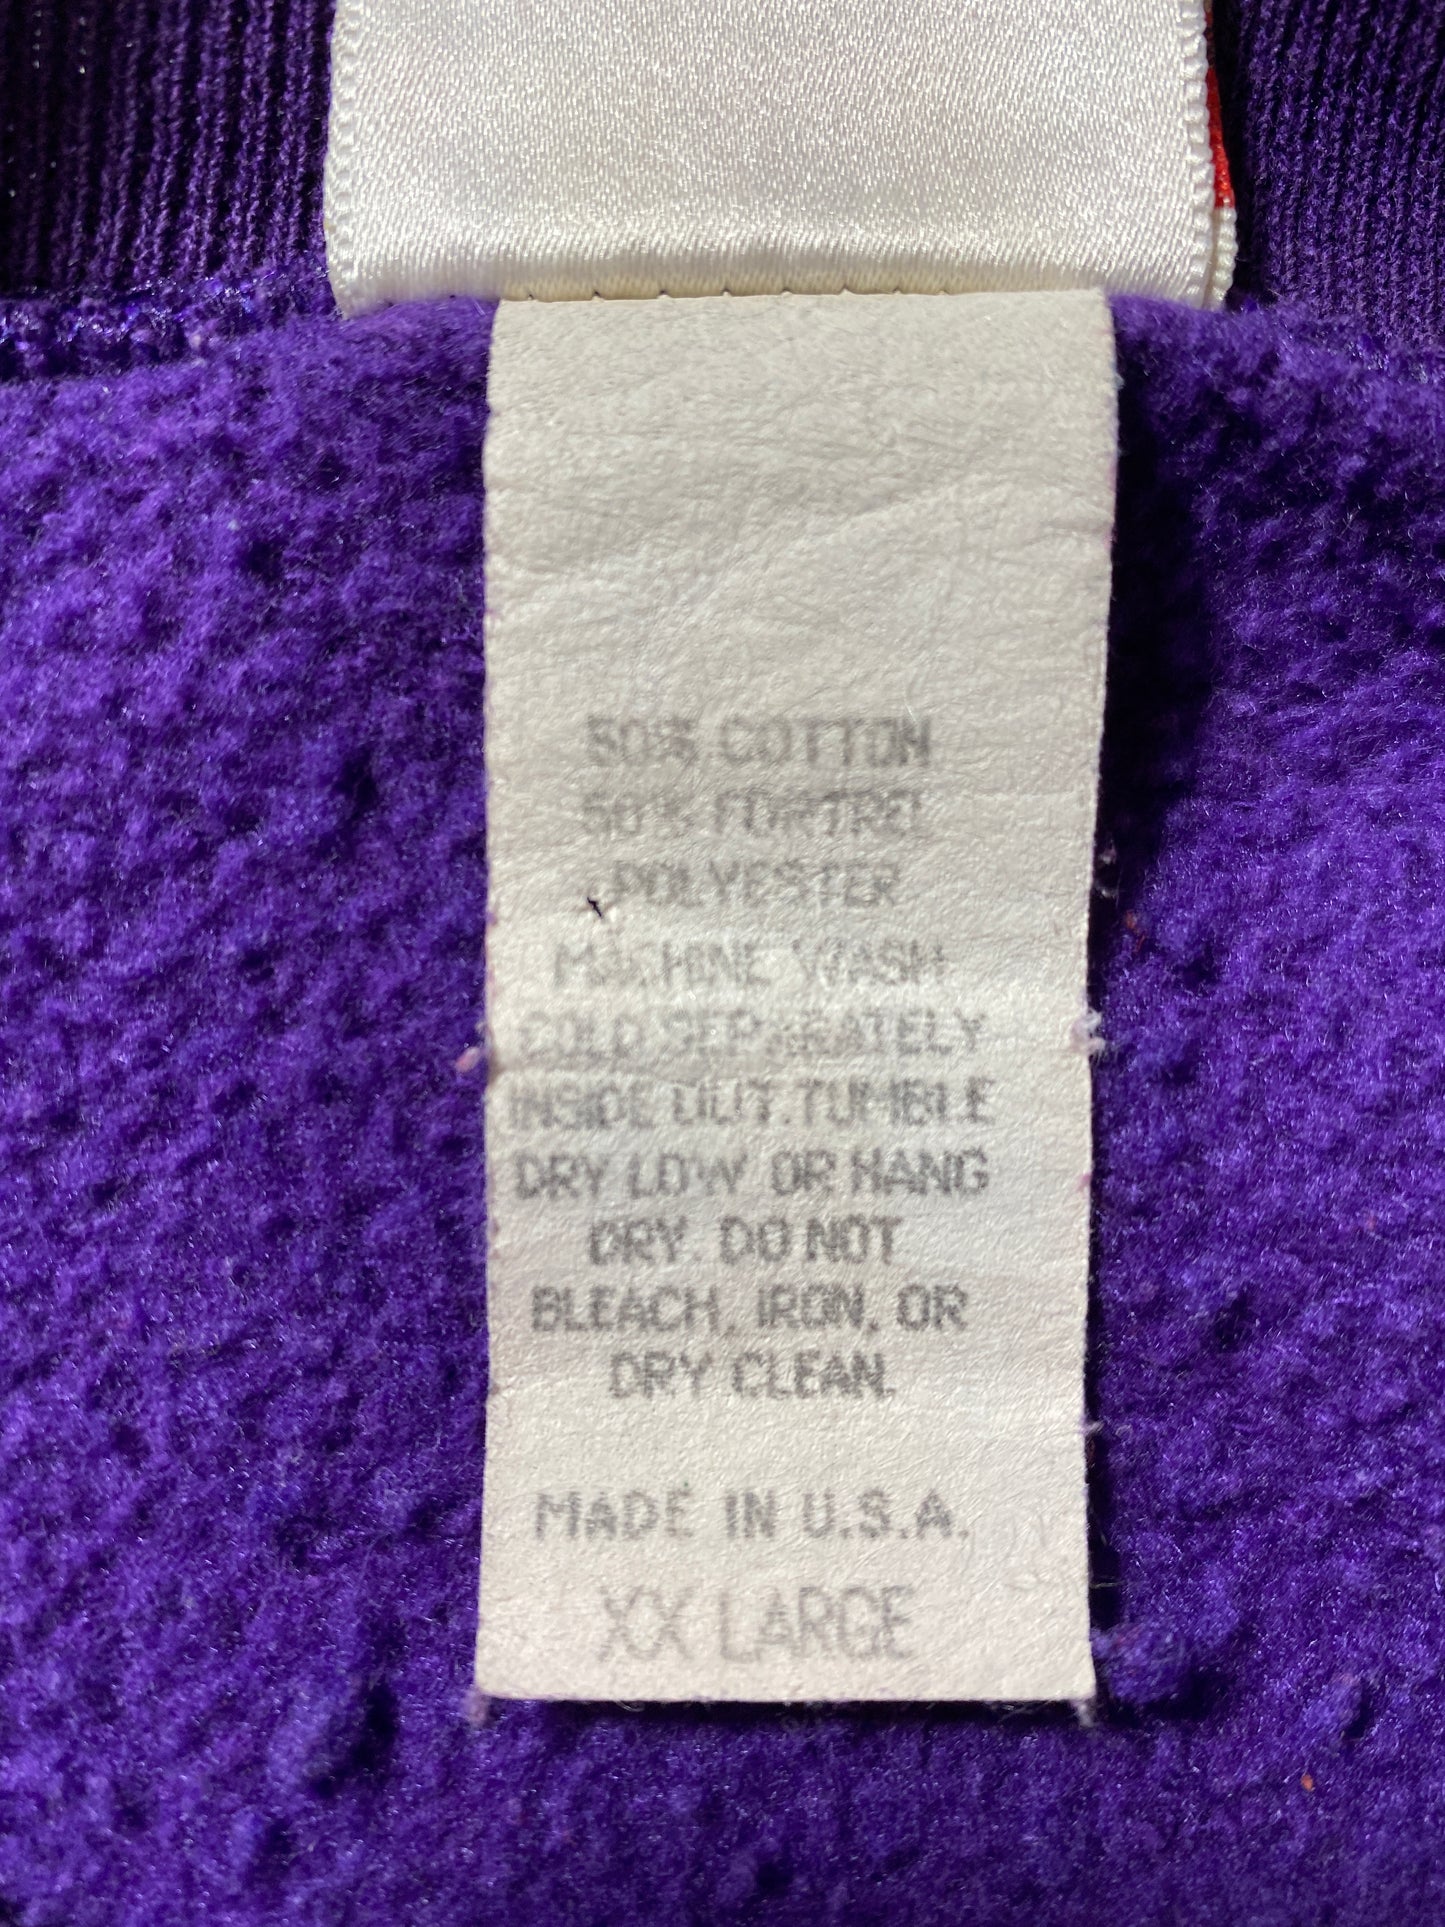 50% COTTON
50% FORTREL
POLYESTER
MACHINE WASH
COLD SEPARATELY
INSIDE OUT. TUMBLE
DRY LOW OR HANG
DRY. DO NOT
BLEACH, IRON, OR
DRY CLEAN.
MADE IN U.S.A.
XX LARGE